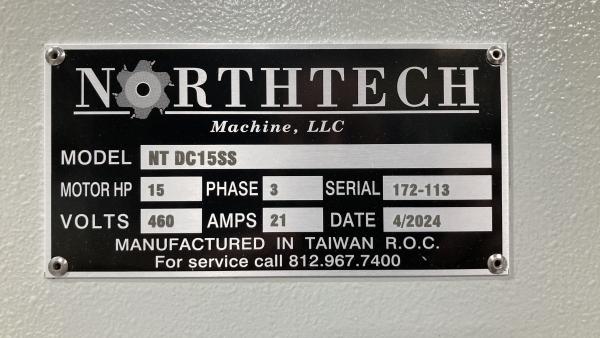 NORTHTECH
Machine, LLC
MODEL NT DC15SS
MOTOR HP 15 PHASE 3 SERIAL 172-113
VOLTS 460 AMPS 21 DATE 4/2024
MANUFACTURED IN TAIWAN R.O.C.
For service call 812.967.7400